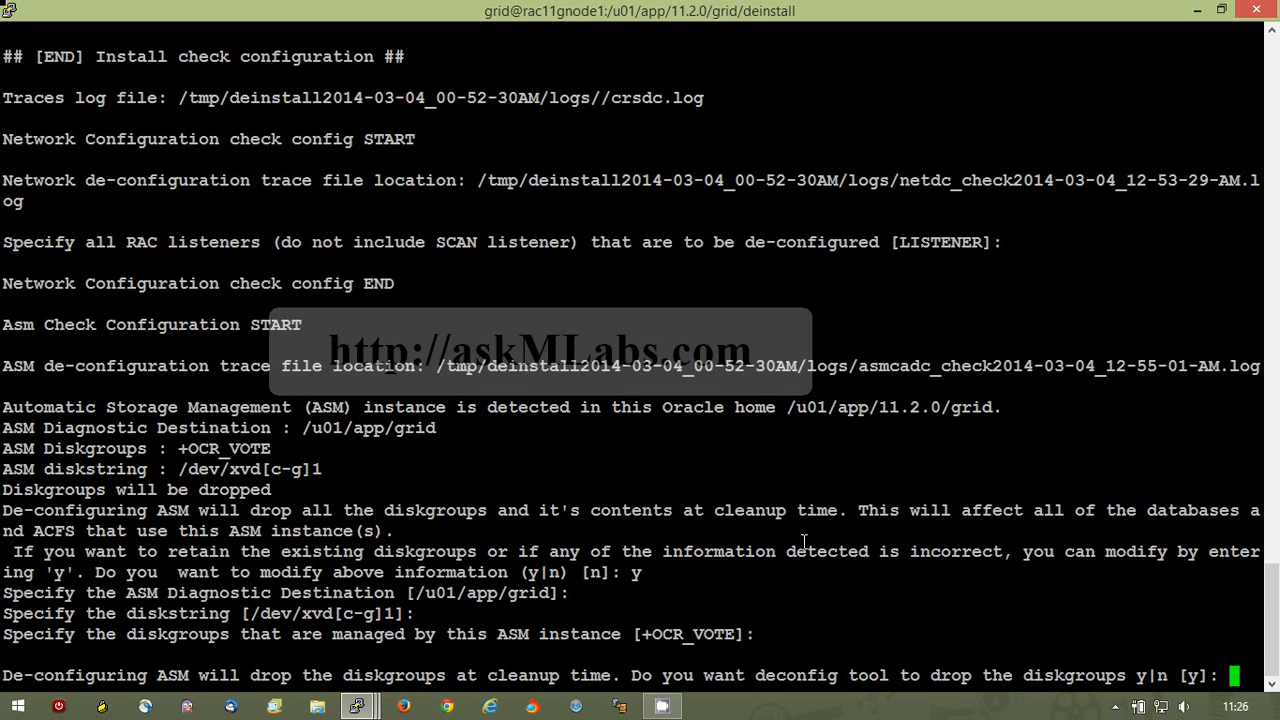 grid@rac11gnode1:/u01/app/11.2.0/grid/deinstall
## [END] Install check configuration ##
Traces log file: /tmp/deinstall2014-03-04_00-52-30AM/logs//crsdc.log
Network Configuration check config START
Network de-configuration trace file location: /tmp/deinstall2014-03-04_00-52-30AM/logs/netdc_check2014-03-04_12-53-29-AM.l
og
Specify all RAC listeners (do not include SCAN listener) that are to be de-configured [LISTENER]:
Network Configuration check config END
Asm Check Configuration START
http://askMLabs.com
ASM de-configuration trace file location: /tmp/deinstall2014-03-04_00-52-30AM/logs/asmcadc_check2014-03-04_12-55-01-AM.log
Automatic Storage Management (ASM) instance is detected in this Oracle home /u01/app/11.2.0/grid.
ASM Diagnostic Destination : /u01/app/grid
ASM Diskgroups : +OCR_VOTE
ASM diskstring : /dev/xvd[c-g]1
Diskgroups will be dropped
De-configuring ASM will drop all the diskgroups and it's contents at cleanup time. This will affect all of the databases a
nd ACFS that use this ASM instance(s).
If you want to retain the existing diskgroups or if any of the information detected is incorrect, you can modify by enter
ing 'y'. Do you  want to modify above information (y|n) [n]: y
Specify the ASM Diagnostic Destination [/u01/app/grid]:
Specify the diskstring [/dev/xvd[c-g]1]:
Specify the diskgroups that are managed by this ASM instance [+OCR_VOTE]:
De-configuring ASM will drop the diskgroups at cleanup time. Do you want deconfig tool to drop the diskgroups y|n [y]:
11:26